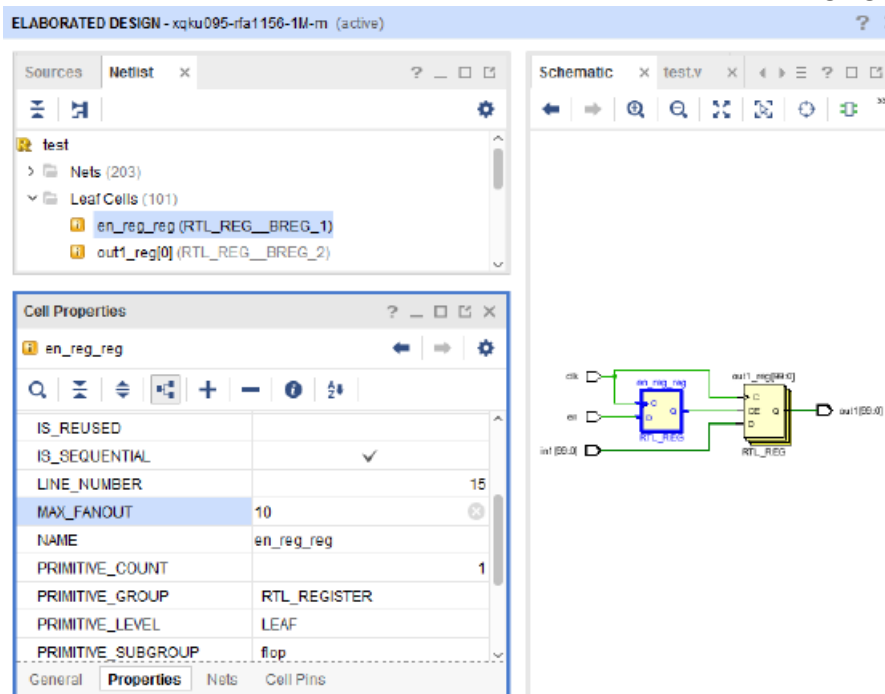 ELABORATED DESIGN - xqku095-rfa1156-1M-m (active)
?
Sources Netlist × ?
test
Nets (203)
Leaf Cells (101)
en_reg_reg (RTL_REG__BREG_1)
out1_reg[0] (RTL_REG__BREG_2)
Cell Properties ?
en_reg_reg
IS_REUSED
IS_SEQUENTIAL ✓
LINE_NUMBER 15
MAX_FANOUT 10
NAME en_reg_reg
PRIMITIVE_COUNT 1
PRIMITIVE_GROUP RTL_REGISTER
PRIMITIVE_LEVEL LEAF
PRIMITIVE_SUBGROUP flop
General Properties Nets Cell Pins
Schematic × test.v × ?
»
clk
en_reg_reg
out1_reg[99:0]
C
C
en
D Q
CE Q
out1[99:0]
D
in1[99:0]
RTL_REG
RTL_REG